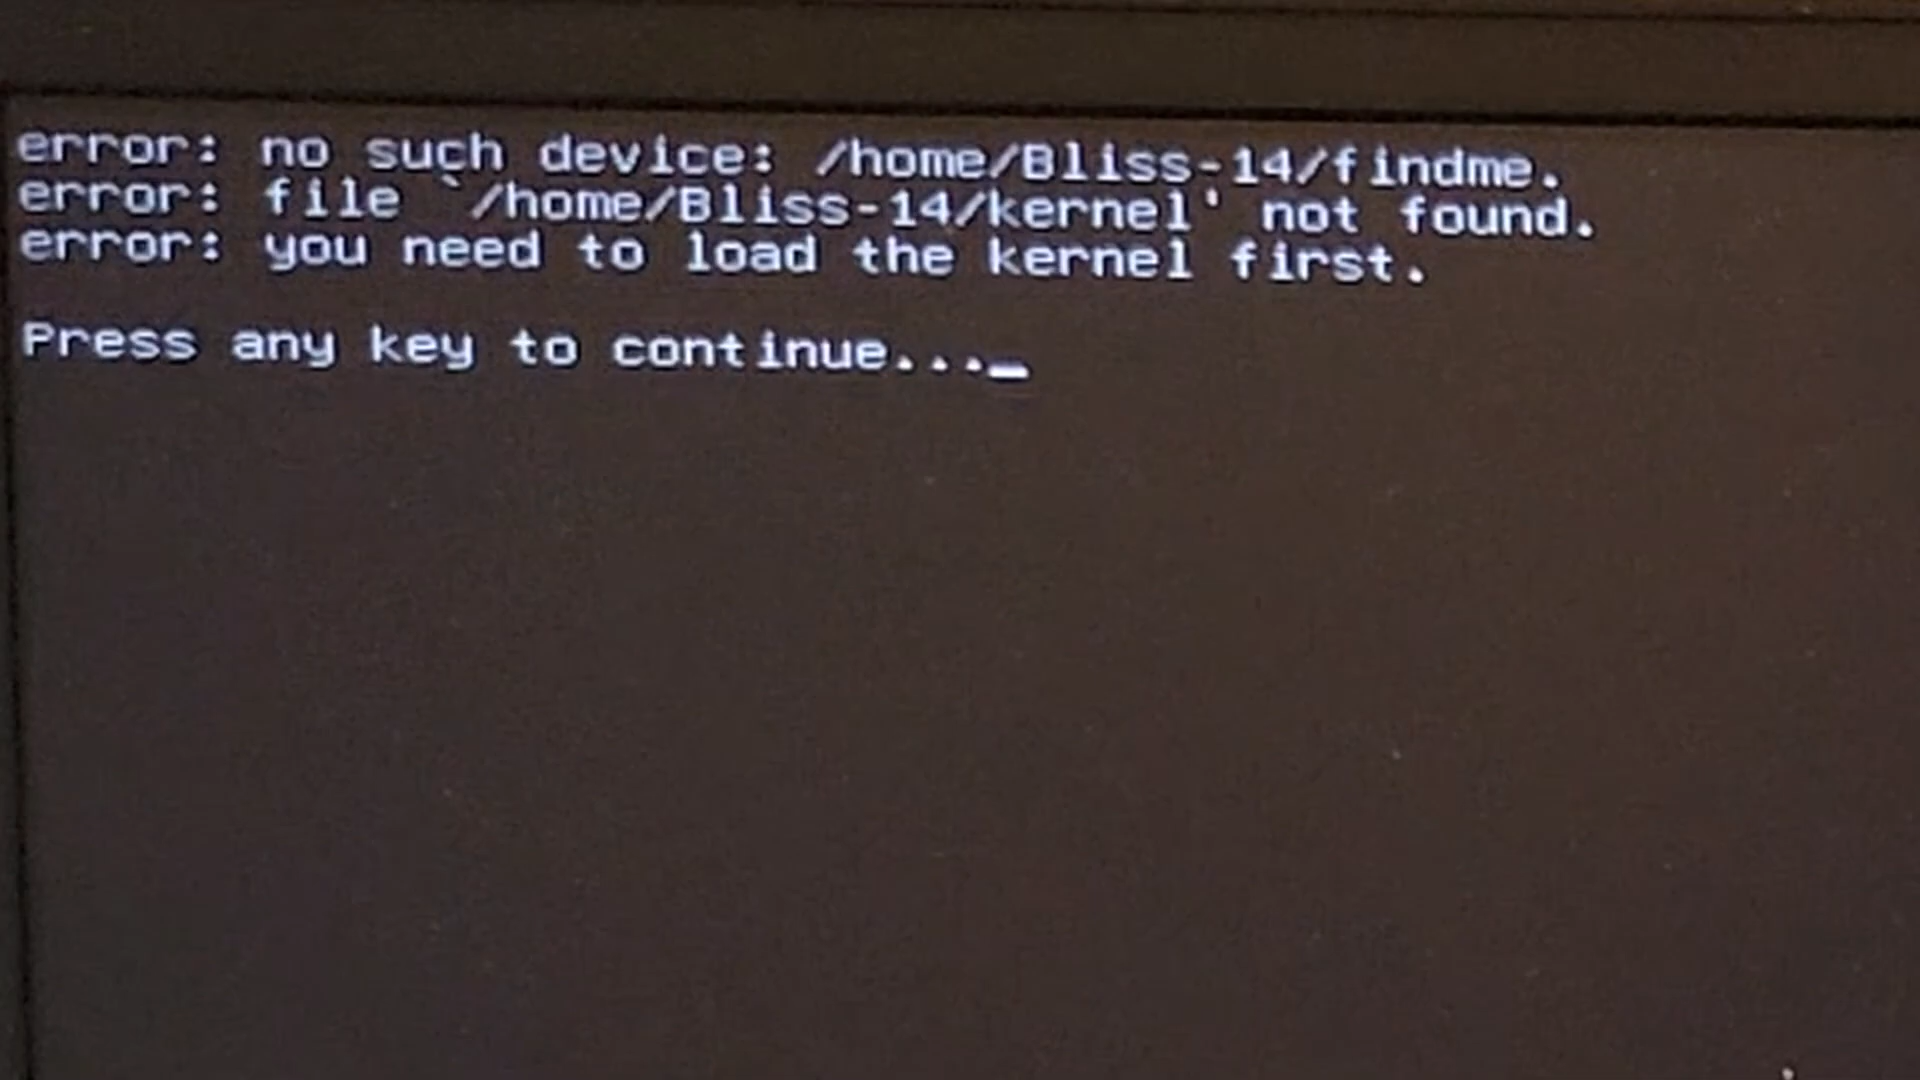 error: no such device: /home/Bliss-14/findme.
error: file `/home/Bliss-14/kernel' not found.
error: you need to load the kernel first.
Press any key to continue..._